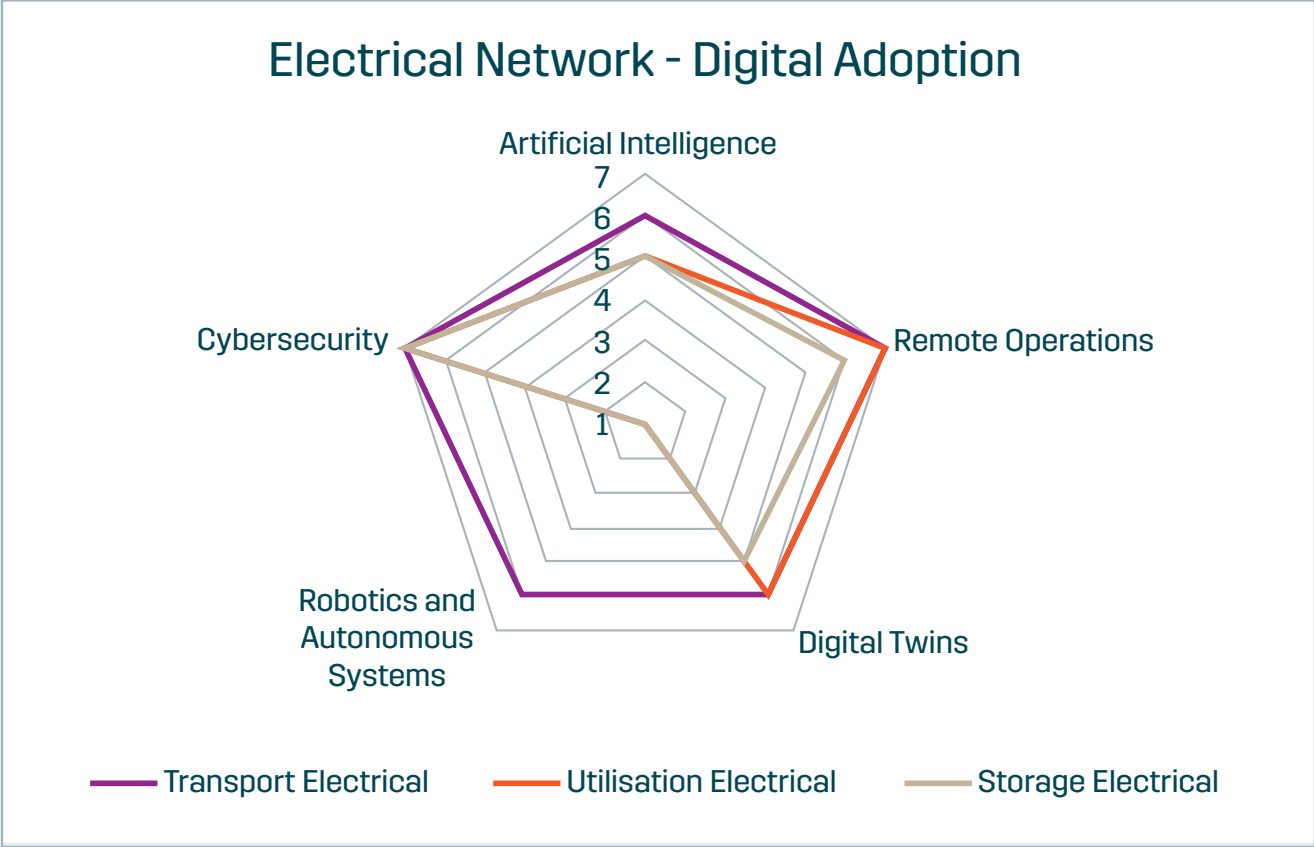 Electrical Network - Digital Adoption
Artificial Intelligence
7
6
5
4
3
2
1
Cybersecurity
Remote Operations
Robotics and
Autonomous
Systems
Digital Twins
Transport Electrical
Utilisation Electrical
Storage Electrical